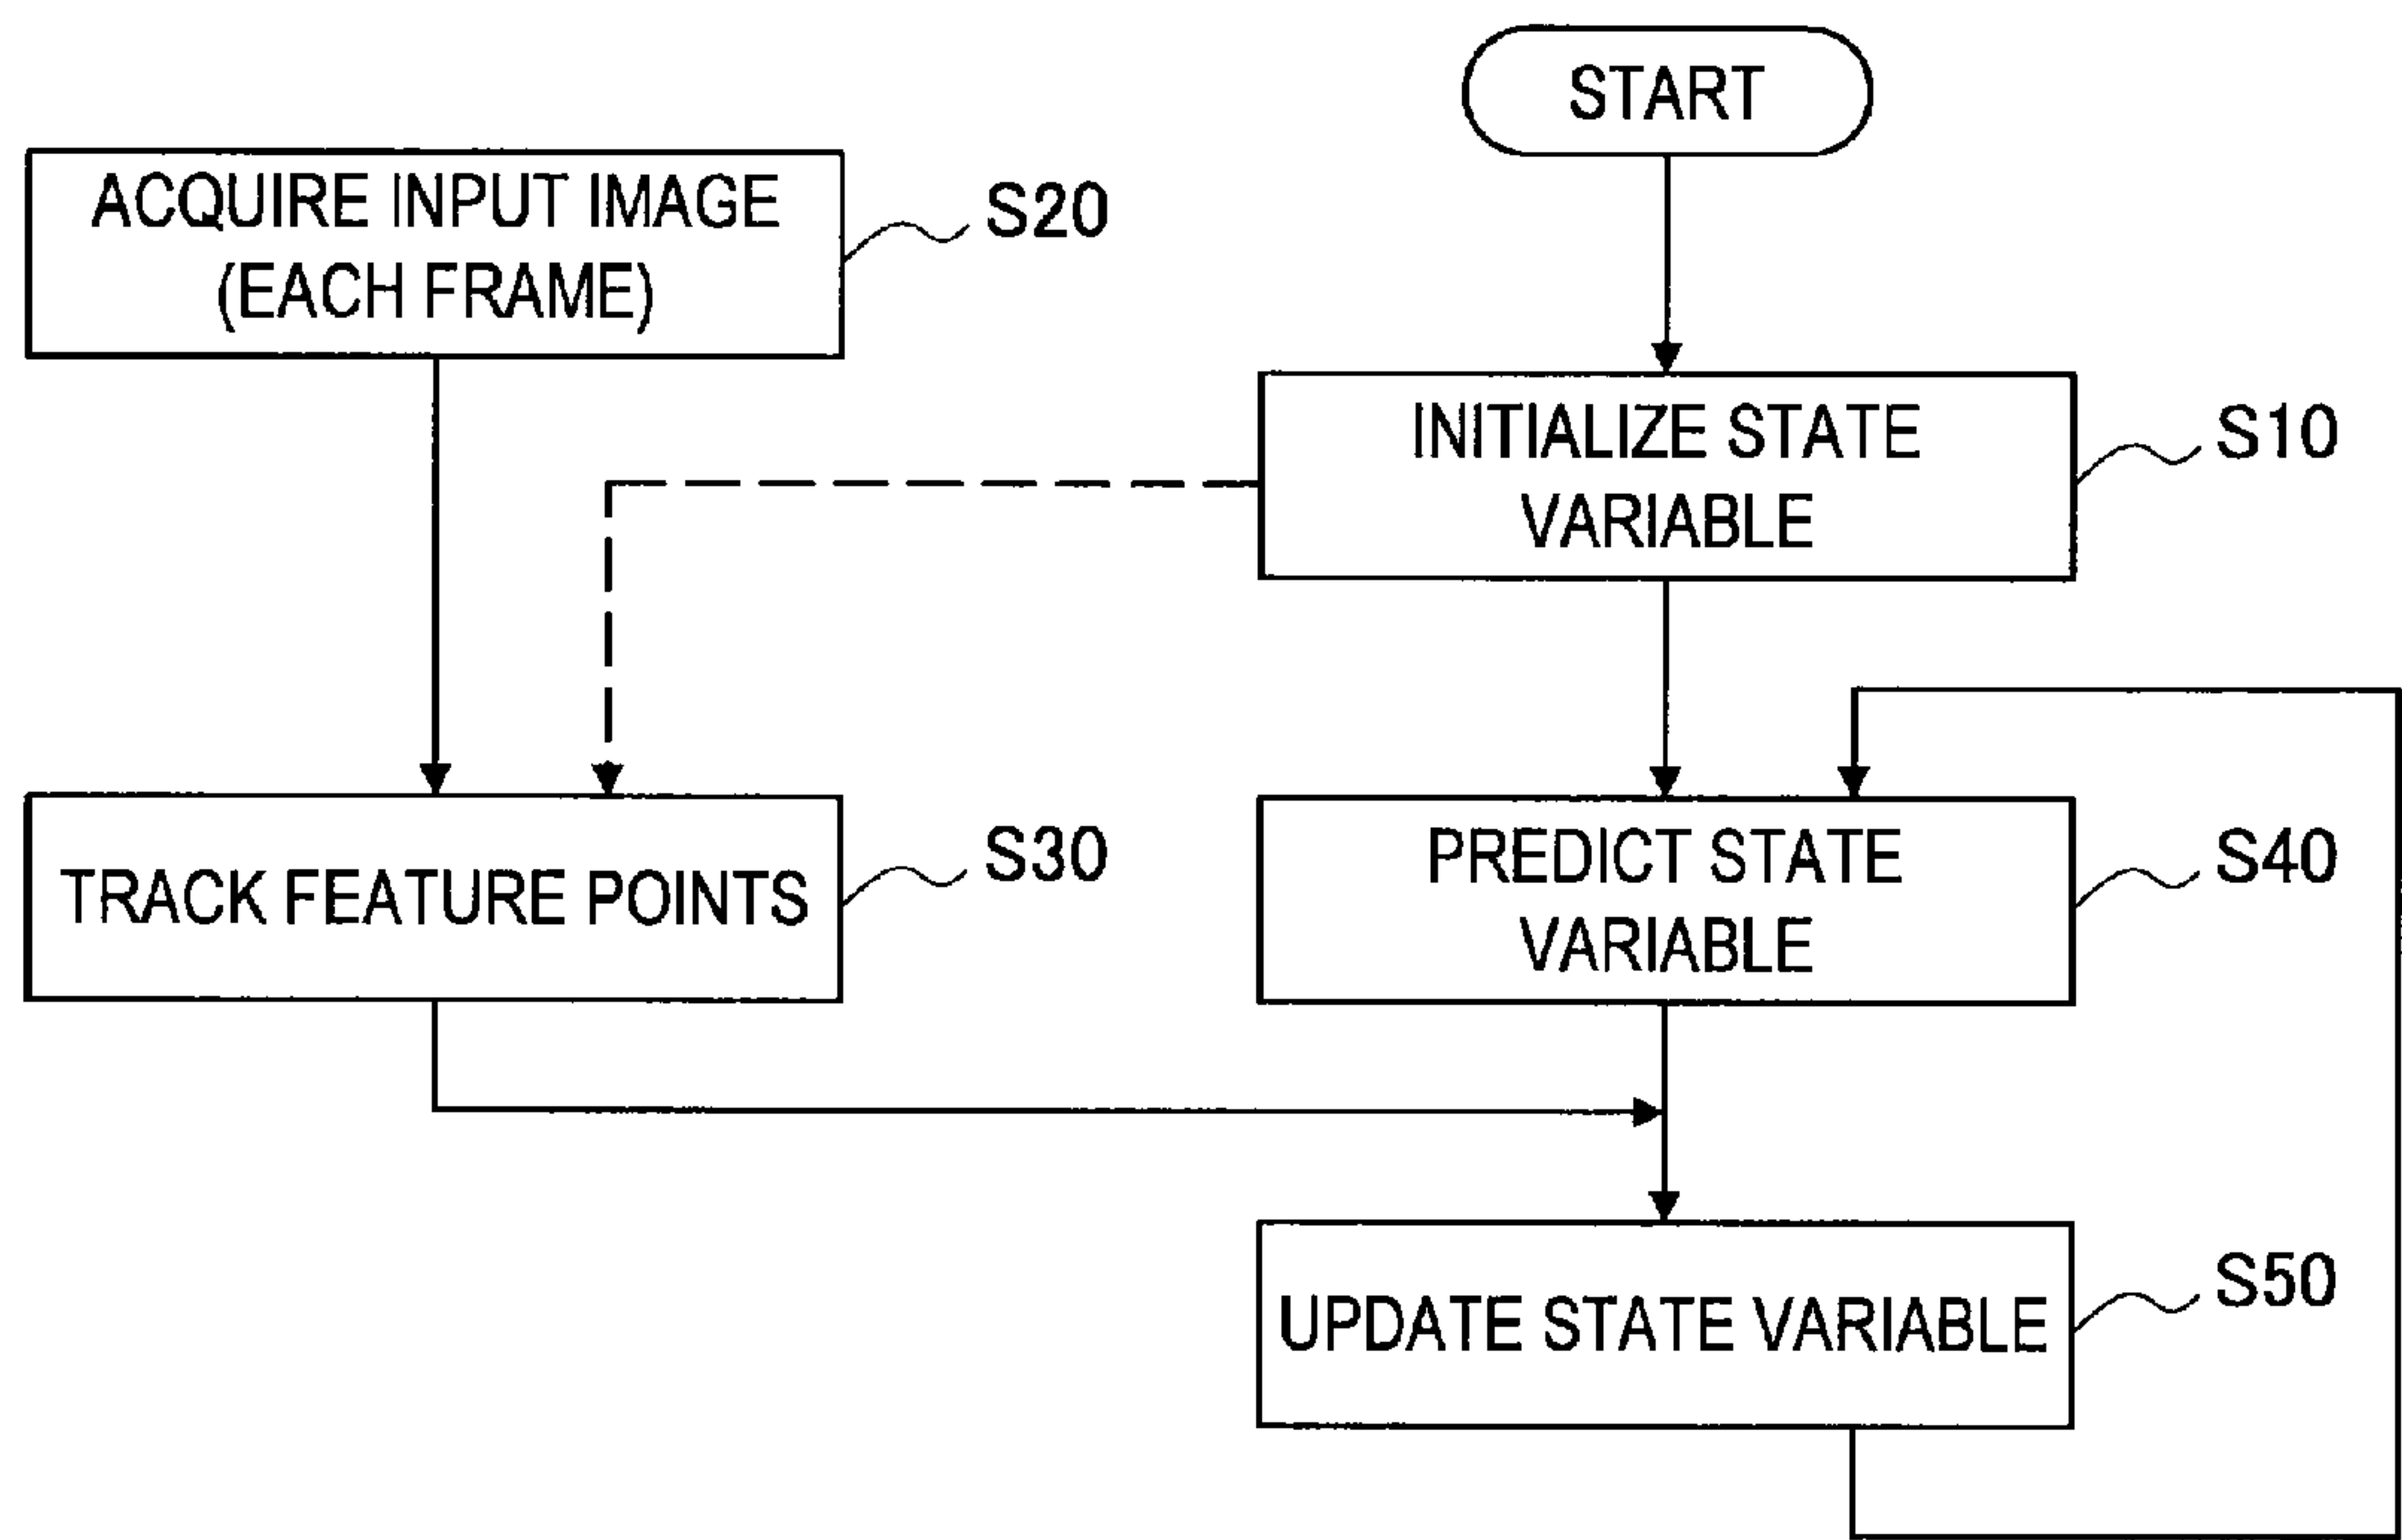 START
ACQUIRE INPUT IMAGE
(EACH FRAME)
S20
INITIALIZE STATE
VARIABLE
S10
TRACK FEATURE POINTS
S30
PREDICT STATE
VARIABLE
S40
UPDATE STATE VARIABLE
S50